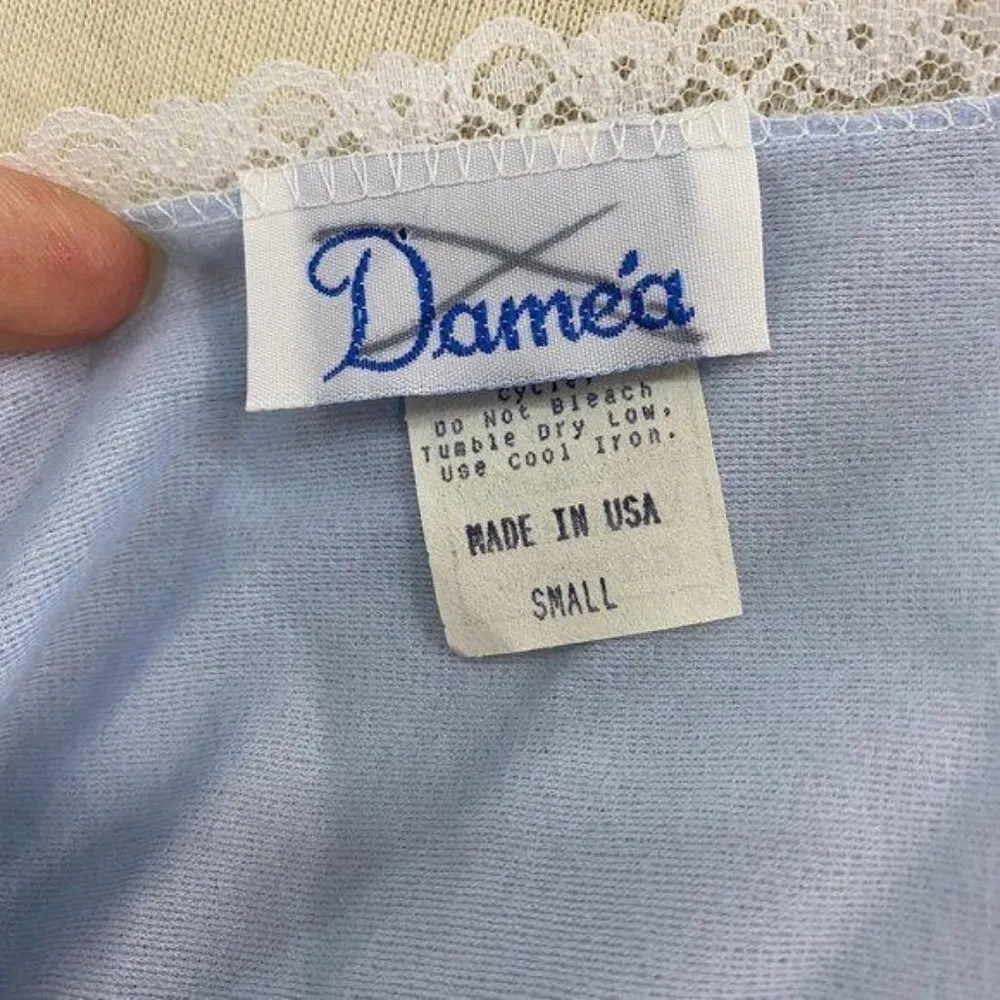 Daméa
cycle,
Do Not Bleach
Tumble Dry Low,
Use Cool Iron.
MADE IN USA
SMALL